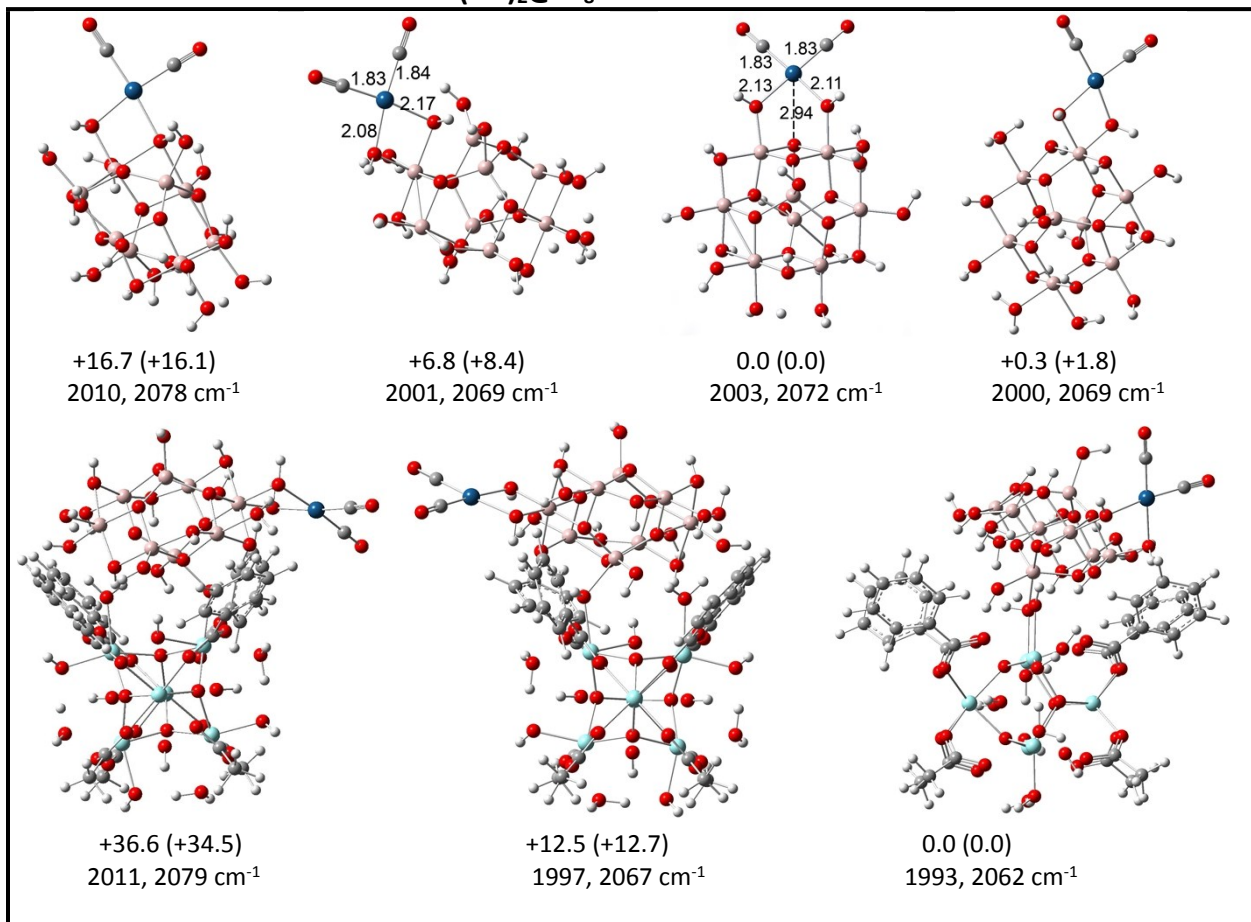 1.83
1.84
2.17
2.08
1.83
1.83
2.13
2.11
2.94
+16.7 (+16.1)
2010, 2078 cm⁻¹
+6.8 (+8.4)
2001, 2069 cm⁻¹
0.0 (0.0)
2003, 2072 cm⁻¹
+0.3 (+1.8)
2000, 2069 cm⁻¹
+36.6 (+34.5)
2011, 2079 cm⁻¹
+12.5 (+12.7)
1997, 2067 cm⁻¹
0.0 (0.0)
1993, 2062 cm⁻¹